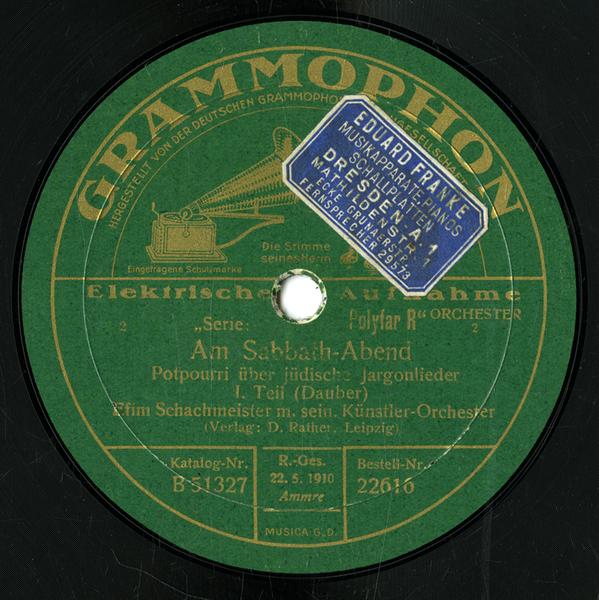 GRAMMOPHON
HERGESTELLT VON DER DEUTSCHEN GRAMMOPHON
Die Stimme
seines Herrn
Eingetragene Schutzmarke
EDUARD FRANKE
MUSIKAPPARATE, PIANOS
SCHALLPLATTEN
DRESDEN-A. 1
MATHILDENSTR.
ECKE GRUNAERSTR.
FERNSPRECHER 29573
Elektrische Aufnahme
2 „Serie: Polyfar R“ ORCHESTER 2
Am Sabbath-Abend
Potpourri über jüdische Jargonlieder
I. Teil (Dauber)
Efim Schachmeister m. sein. Künstler-Orchester
(Verlag: D. Rather, Leipzig)
Katalog-Nr.
B 51327
R.-Ges.
22. 5. 1910
Ammre
Bestell-Nr.
22616
MUSICA G.D.